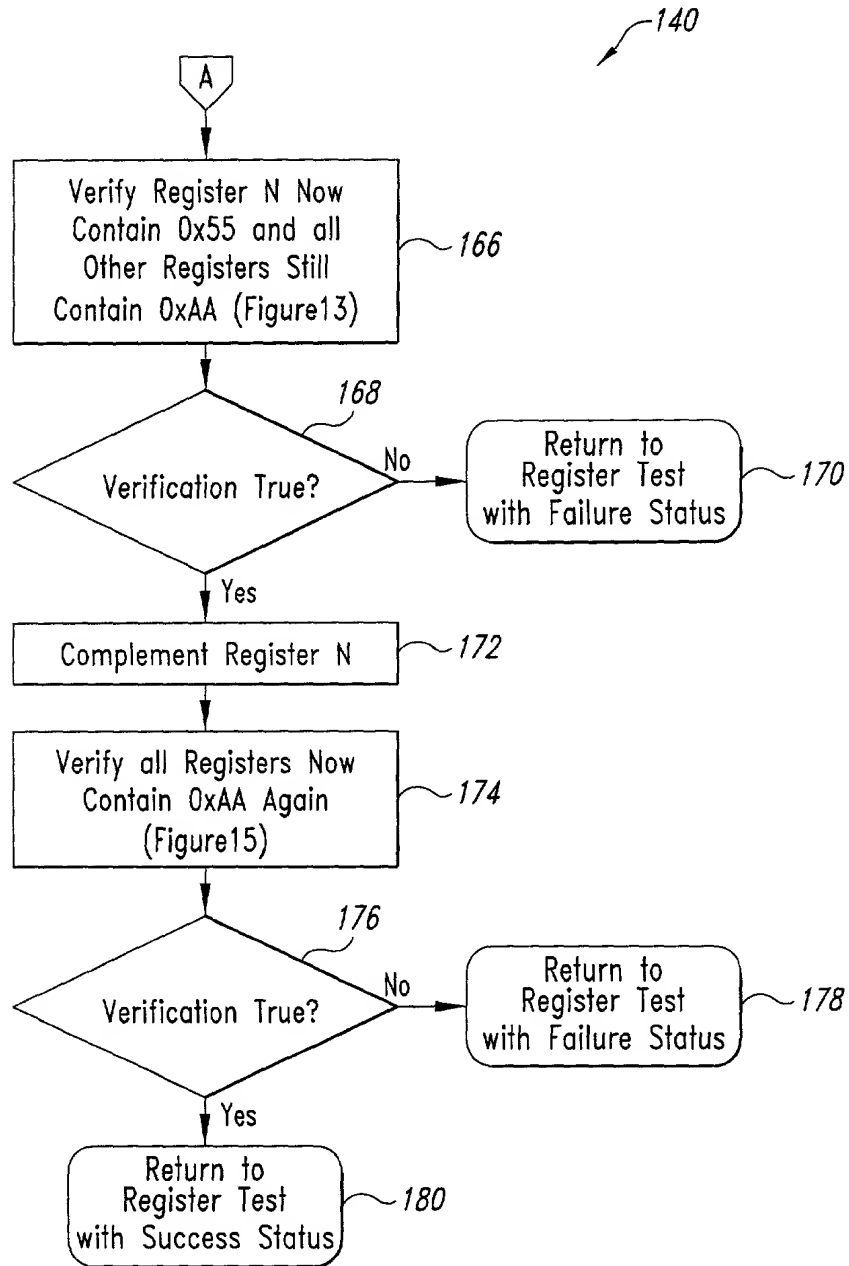 140
A
Verify Register N Now
Contain 0x55 and all
Other Registers Still
Contain 0xAA (Figure13)
166
168
Verification True?
No
Return to
Register Test
with Failure Status
170
Yes
Complement Register N
172
Verify all Registers Now
Contain 0xAA Again
(Figure15)
174
176
Verification True?
No
Return to
Register Test
with Failure Status
178
Yes
Return to
Register Test
with Success Status
180